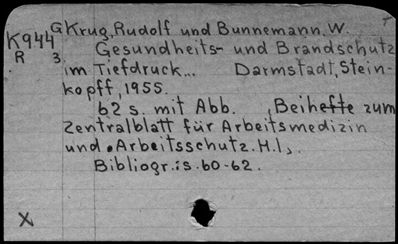 G Krug, Rudolf und Bunnemann, W.
K944 Gesundheits- und Brandschutz
R 3 im Tiefdruck... Darmstadt, Stein-
kopff, 1955.
62 s. mit Abb. (Beihefte zum
Zentralblatt für Arbeitsmedizin
und Arbeitsschutz. H.1).
Bibliogr.: s. 60-62.
X